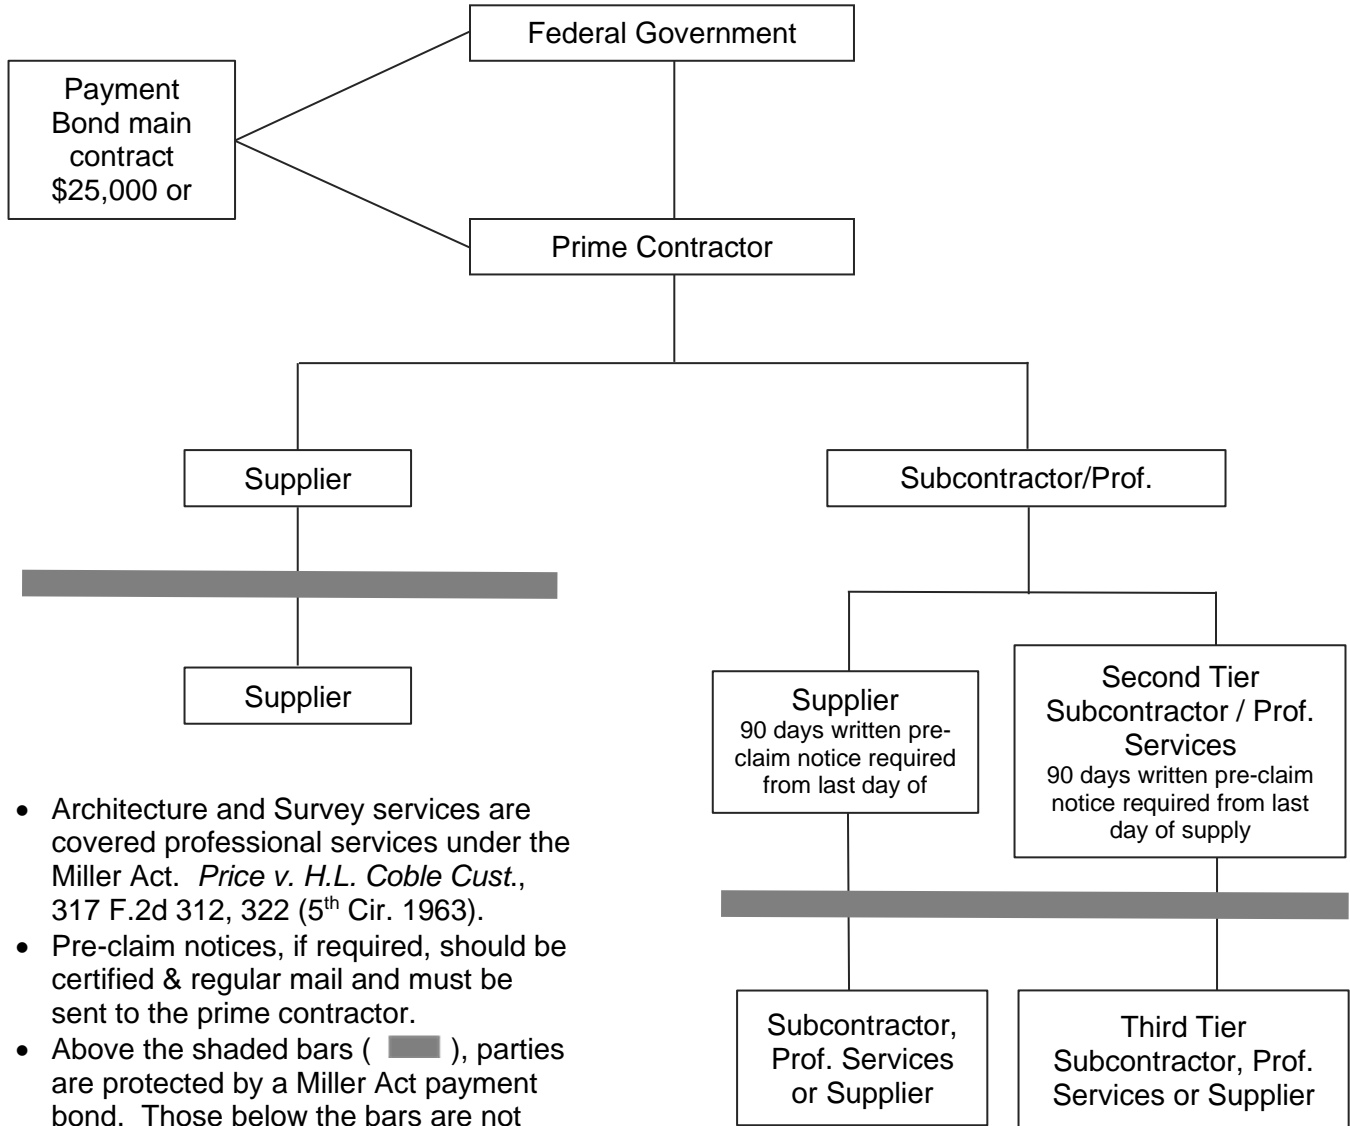 Federal Government
Payment
Bond main
contract
$25,000 or
Prime Contractor
Supplier
Subcontractor/Prof.
Supplier
Supplier
90 days written pre-
claim notice required
from last day of
Second Tier
Subcontractor / Prof.
Services
90 days written pre-claim
notice required from last
day of supply
• Architecture and Survey services are
covered professional services under the
Miller Act. Price v. H.L. Coble Cust.,
317 F.2d 312, 322 (5th Cir. 1963).
• Pre-claim notices, if required, should be
certified & regular mail and must be
sent to the prime contractor.
• Above the shaded bars ( ), parties
are protected by a Miller Act payment
bond. Those below the bars are not
Subcontractor,
Prof. Services
or Supplier
Third Tier
Subcontractor, Prof.
Services or Supplier